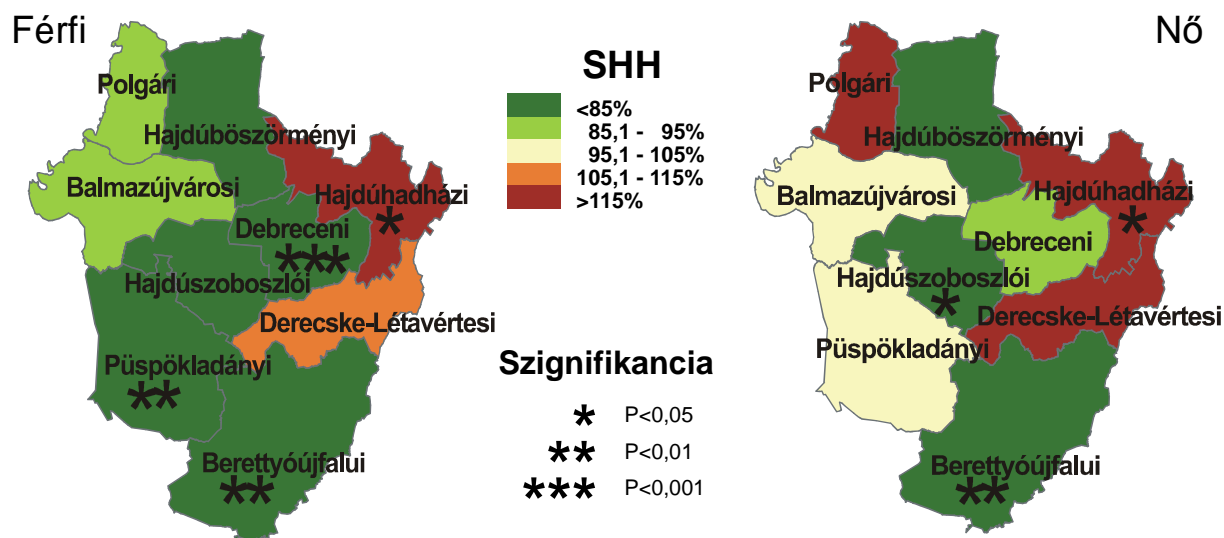 Férfi
Nő
SHH
<85%
85,1 - 95%
95,1 - 105%
105,1 - 115%
>115%
Polgári
Hajdúböszörményi
Balmazújvárosi
Hajdúhadházi
*
Debreceni
***
Hajdúszoboszlói
Derecske-Létavértesi
Püspökladányi
**
Berettyóújfalui
**
Szignifikancia
* P<0,05
** P<0,01
*** P<0,001
Polgári
Hajdúböszörményi
Hajdúhadházi
*
Balmazújvárosi
Debreceni
Hajdúszoboszlói
*
Derecske-Létavértesi
Püspökladányi
Berettyóújfalui
**